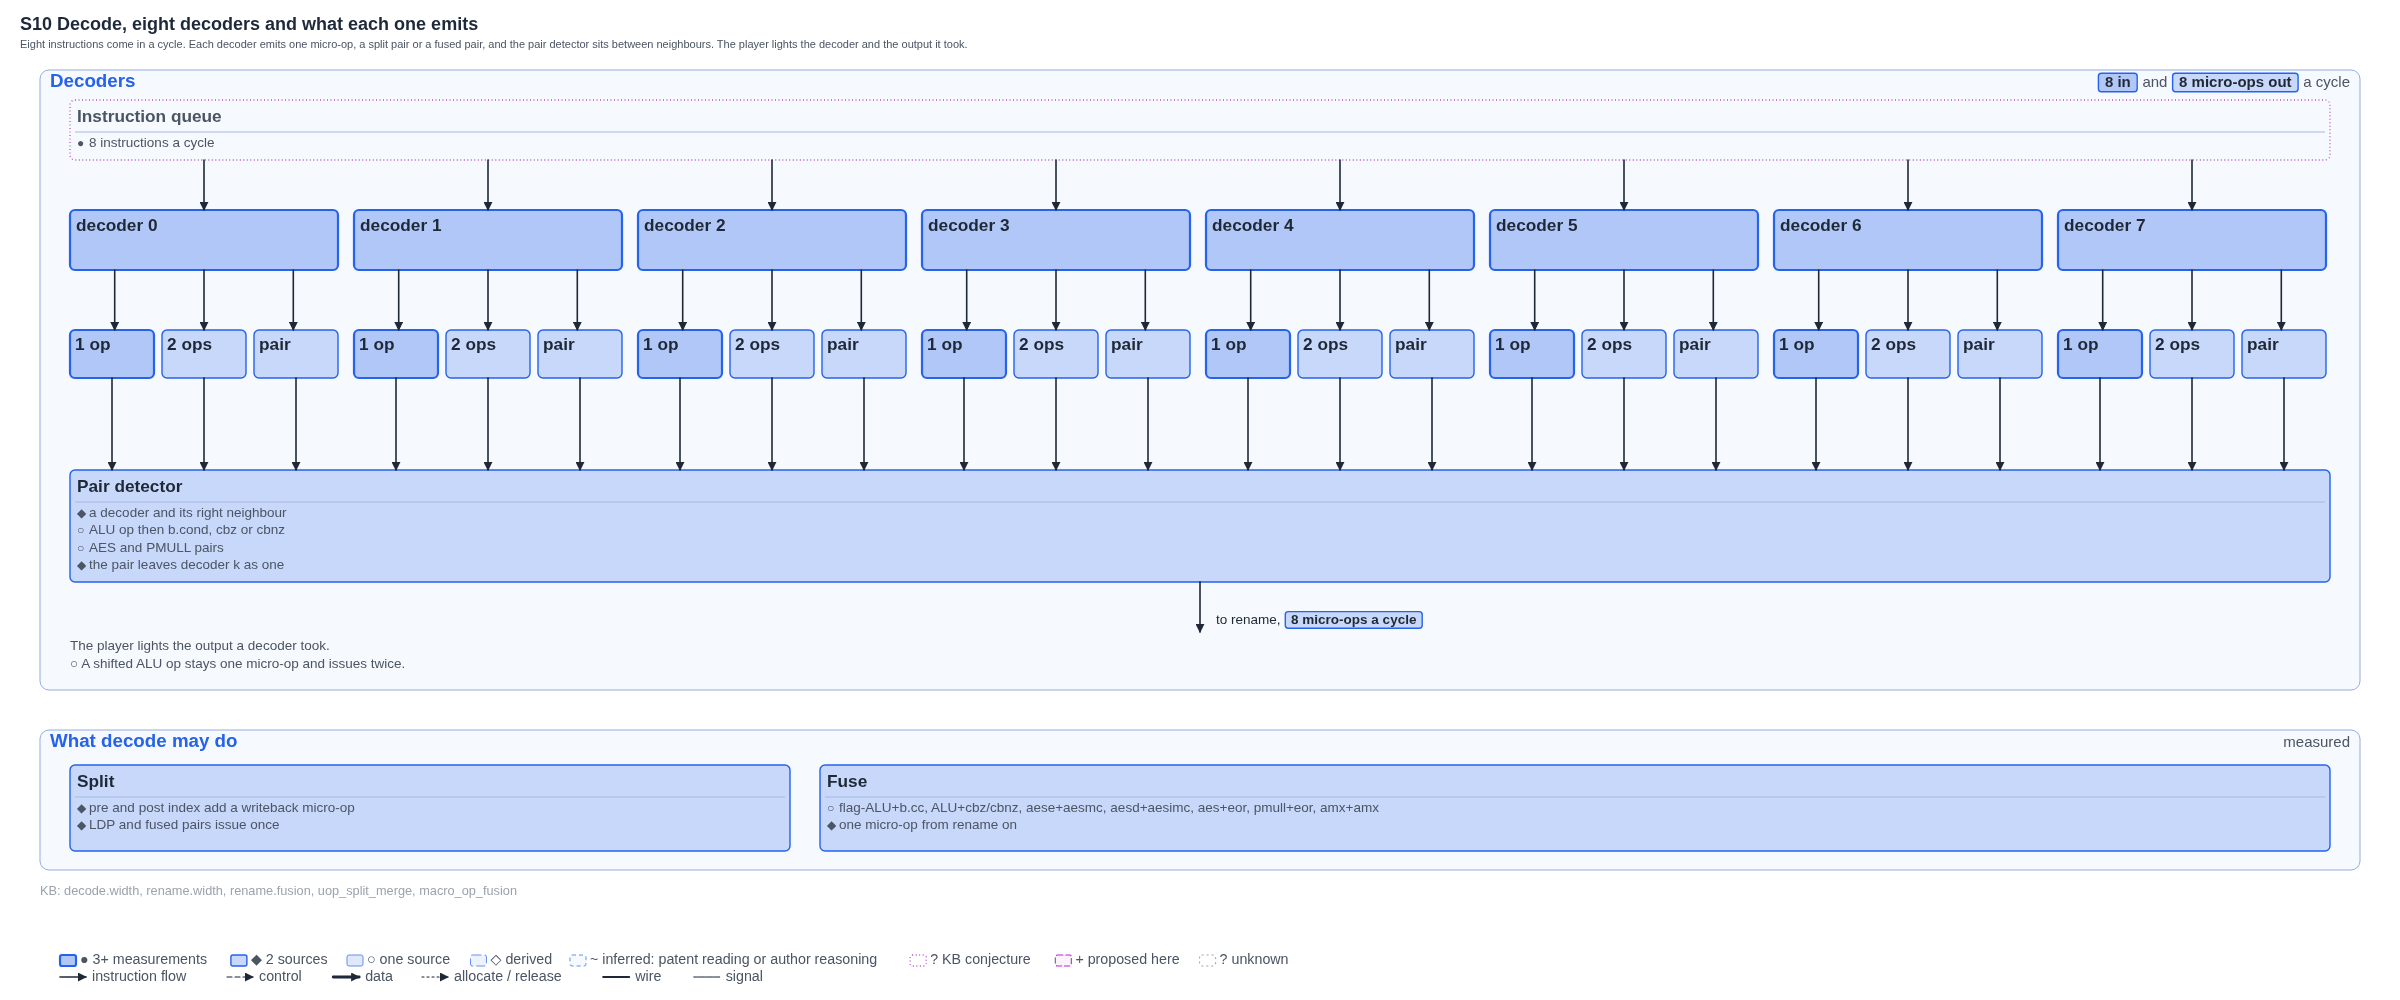 S10 Decode, eight decoders and what each one emits
Eight instructions come in a cycle. Each decoder emits one micro-op, a split pair or a fused pair, and the pair detector sits between neighbours. The player lights the decoder and the output it took.
Decoders
8 in and 8 micro-ops out a cycle
Instruction queue
● 8 instructions a cycle
decoder 0 decoder 1 decoder 2 decoder 3 decoder 4 decoder 5 decoder 6 decoder 7
1 op 2 ops pair 1 op 2 ops pair 1 op 2 ops pair 1 op 2 ops pair 1 op 2 ops pair 1 op 2 ops pair 1 op 2 ops pair 1 op 2 ops pair
Pair detector
◆ a decoder and its right neighbour
○ ALU op then b.cond, cbz or cbnz
○ AES and PMULL pairs
◆ the pair leaves decoder k as one
to rename, 8 micro-ops a cycle
The player lights the output a decoder took.
○ A shifted ALU op stays one micro-op and issues twice.
What decode may do
measured
Split
◆ pre and post index add a writeback micro-op
◆ LDP and fused pairs issue once
Fuse
○ flag-ALU+b.cc, ALU+cbz/cbnz, aese+aesmc, aesd+aesimc, aes+eor, pmull+eor, amx+amx
◆ one micro-op from rename on
KB: decode.width, rename.width, rename.fusion, uop_split_merge, macro_op_fusion
● 3+ measurements ◆ 2 sources ○ one source ◇ derived ~ inferred: patent reading or author reasoning ? KB conjecture + proposed here ? unknown
instruction flow control data allocate / release wire signal